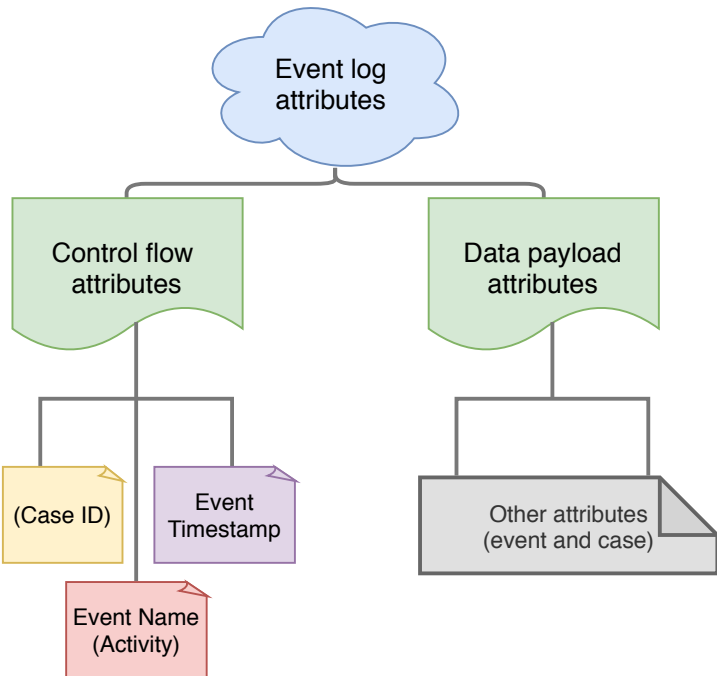 Event log
attributes
Control flow
attributes
Data payload
attributes
(Case ID)
Event
Timestamp
Other attributes
(event and case)
Event Name
(Activity)